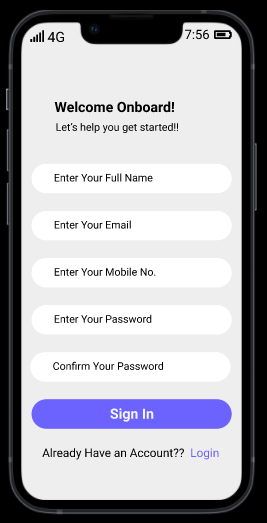 4G 7:56
Welcome Onboard!
Let's help you get started!!
Enter Your Full Name
Enter Your Email
Enter Your Mobile No.
Enter Your Password
Confirm Your Password
Sign In
Already Have an Account?? Login